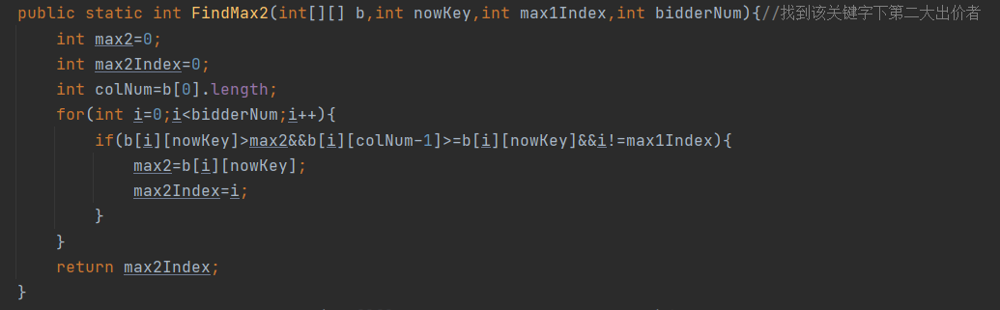 public static int FindMax2(int[][] b,int nowKey,int max1Index,int bidderNum){//找到该关键字下第二大出价者
    int max2=0;
    int max2Index=0;
    int colNum=b[0].length;
    for(int i=0;i<bidderNum;i++){
        if(b[i][nowKey]>max2&&b[i][colNum-1]>=b[i][nowKey]&&i!=max1Index){
            max2=b[i][nowKey];
            max2Index=i;
        }
    }
    return max2Index;
}